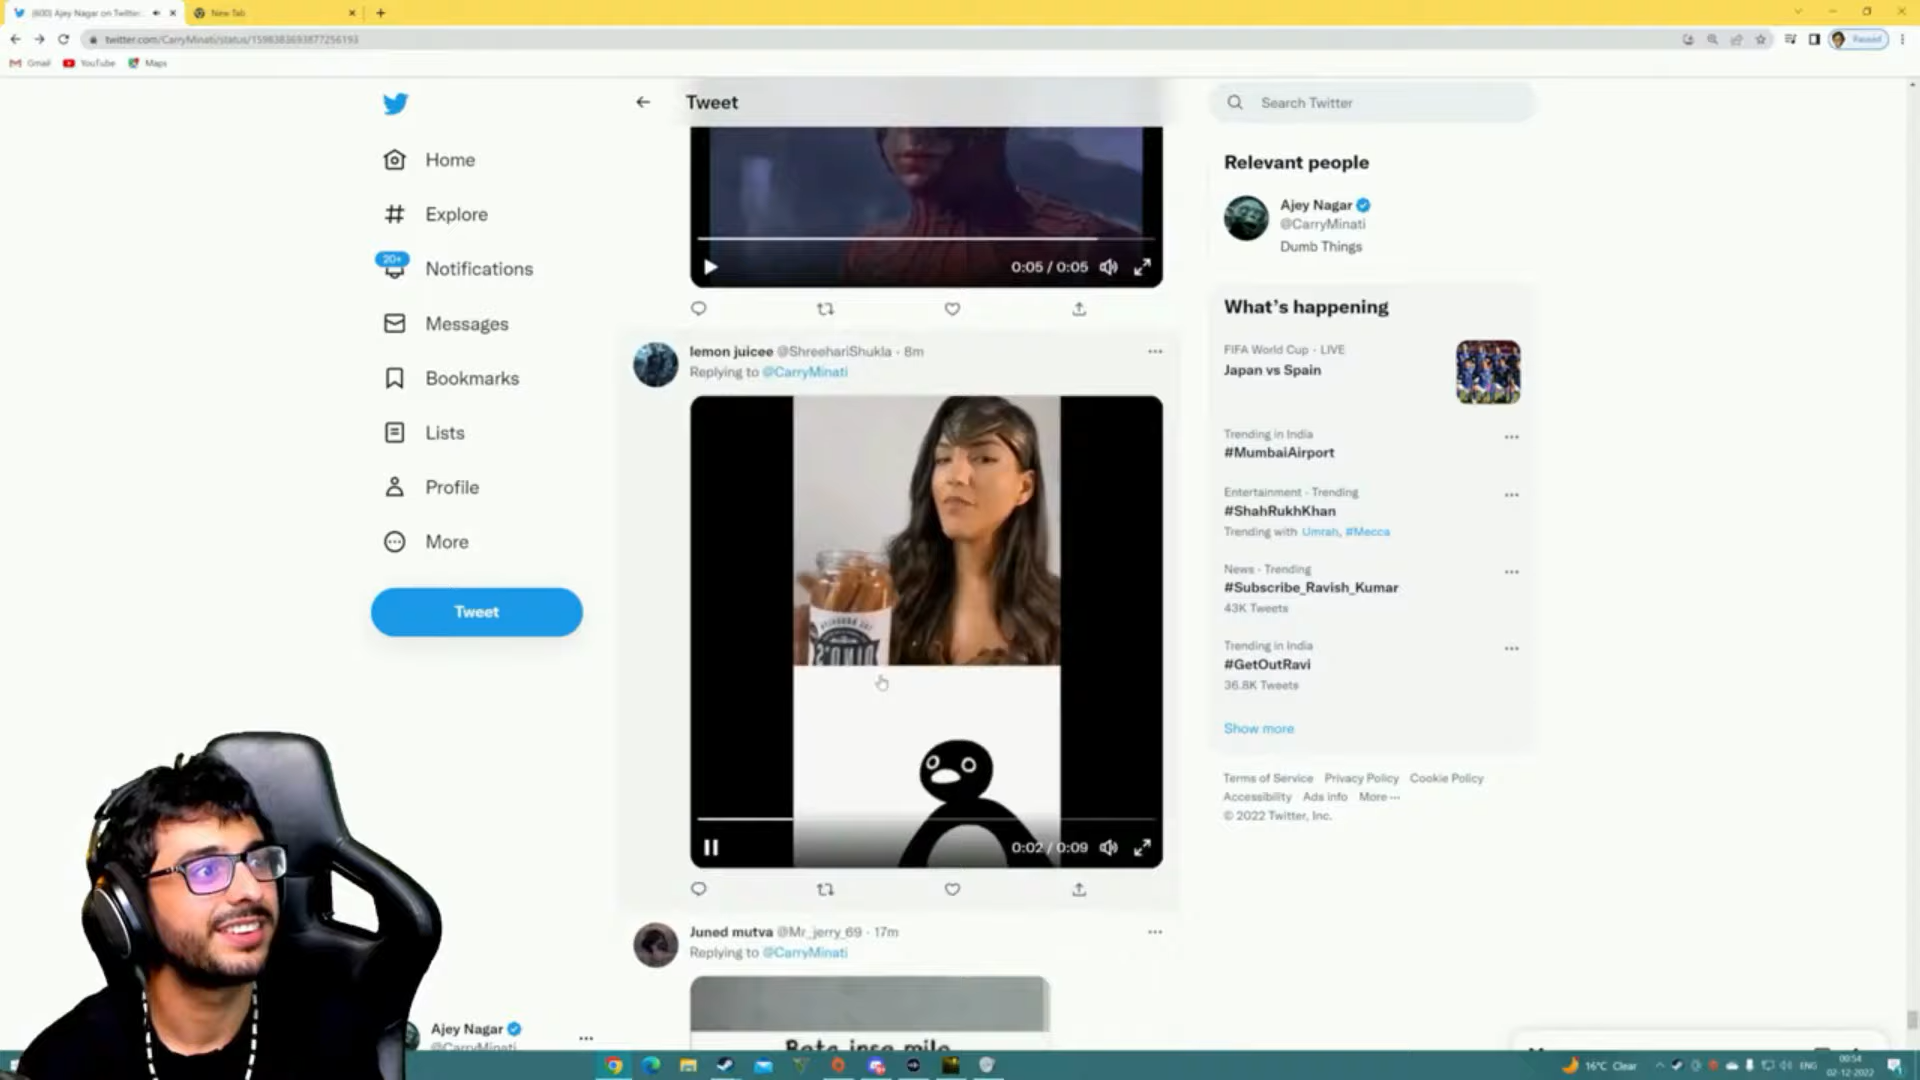 (600) Ajey Nagar on Twitter:
New Tab
twitter.com/CarryMinati/status/1598383693877256193
Paused
Gmail
YouTube
Maps
Tweet
Search Twitter
Home
Explore
20+
Notifications
Messages
Bookmarks
Lists
Profile
More
Tweet
0:05 / 0:05
lemon juicee @ShreehariShukla · 8m
Replying to @CarryMinati
DINO'S
0:02 / 0:09
Juned mutva @Mr_jerry_69 · 17m
Replying to @CarryMinati
Beta inse milo
Relevant people
Ajey Nagar
@CarryMinati
Dumb Things
What's happening
FIFA World Cup · LIVE
Japan vs Spain
Trending in India
#MumbaiAirport
Entertainment · Trending
#ShahRukhKhan
Trending with Umrah, #Mecca
News · Trending
#Subscribe_Ravish_Kumar
43K Tweets
Trending in India
#GetOutRavi
36.8K Tweets
Show more
Terms of Service Privacy Policy Cookie Policy
Accessibility Ads info More ···
© 2022 Twitter, Inc.
Ajey Nagar
@CarryMinati
16°C Clear
ENG
00:54
02-12-2022